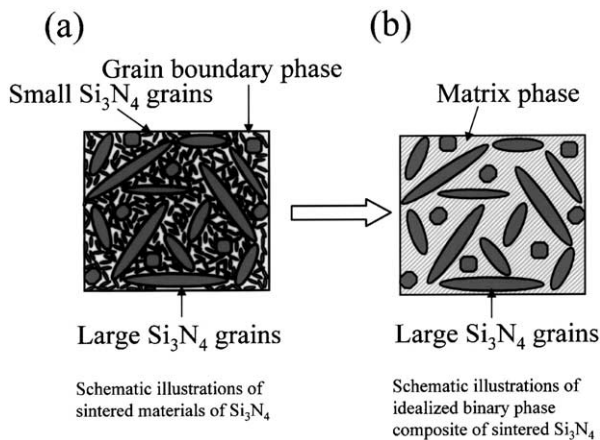 (a)
Grain boundary phase
Small Si₃N₄ grains
Large Si₃N₄ grains
Schematic illustrations of
sintered materials of Si₃N₄
(b)
Matrix phase
Large Si₃N₄ grains
Schematic illustrations of
idealized binary phase
composite of sintered Si₃N₄